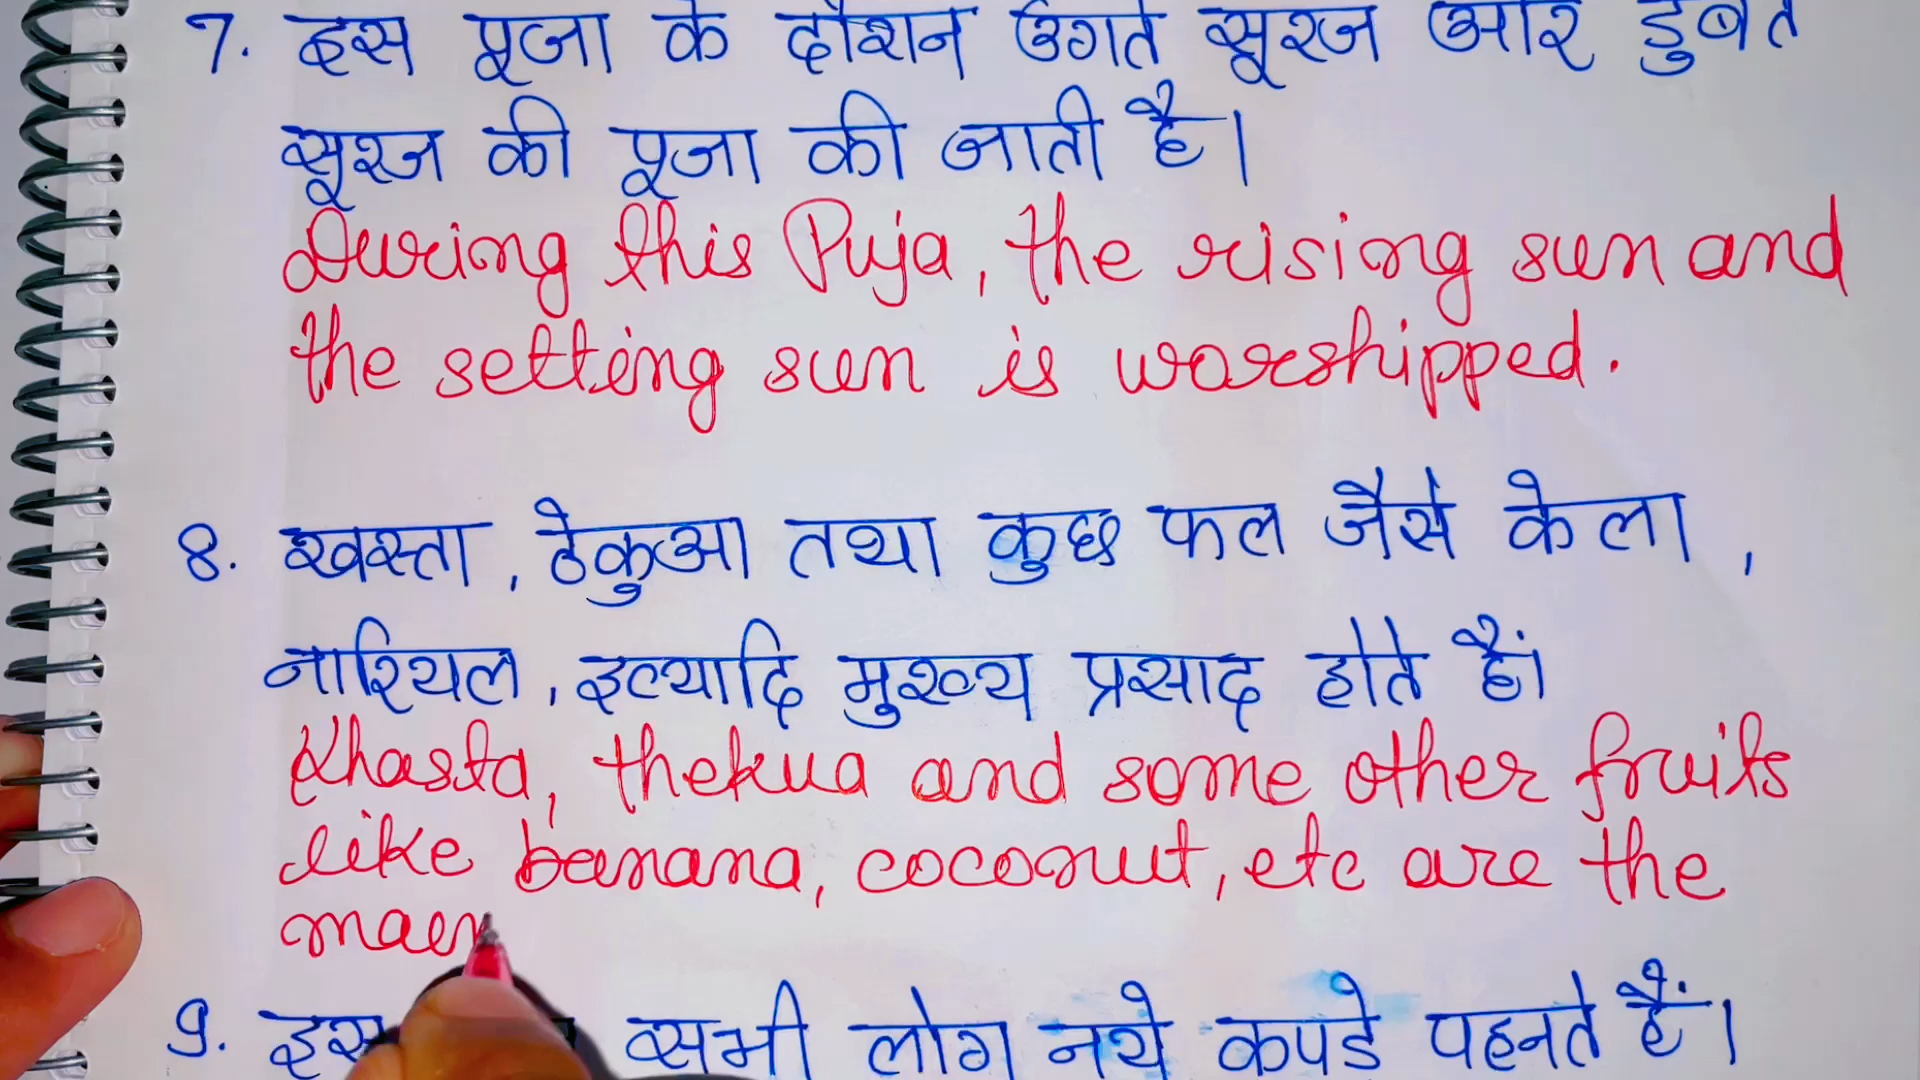 7. इस पूजा के दौरान उगते सूरज और डुबते
सूरज की पूजा की जाती है।
During this Puja, the rising sun and
the setting sun is worshipped.
8. खस्ता, ठेकुआ तथा कुछ फल जैसे केला,
नारियल, इत्यादि मुख्य प्रसाद होते हैं।
Khasta, thekua and some other fruits
like banana, coconut, etc are the
main
9. इस सभी लोग नये कपडे पहनते हैं।